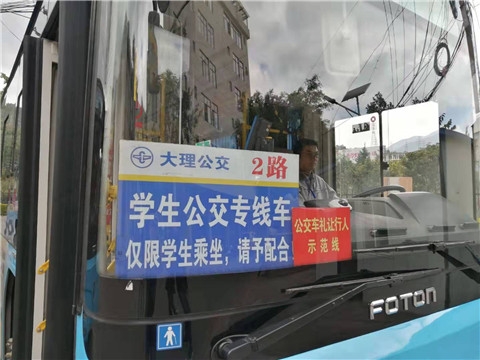 大理公交 2路
学生公交专线车
仅限学生乘坐，请予配合
公交车礼让行人
示范线
FOTON